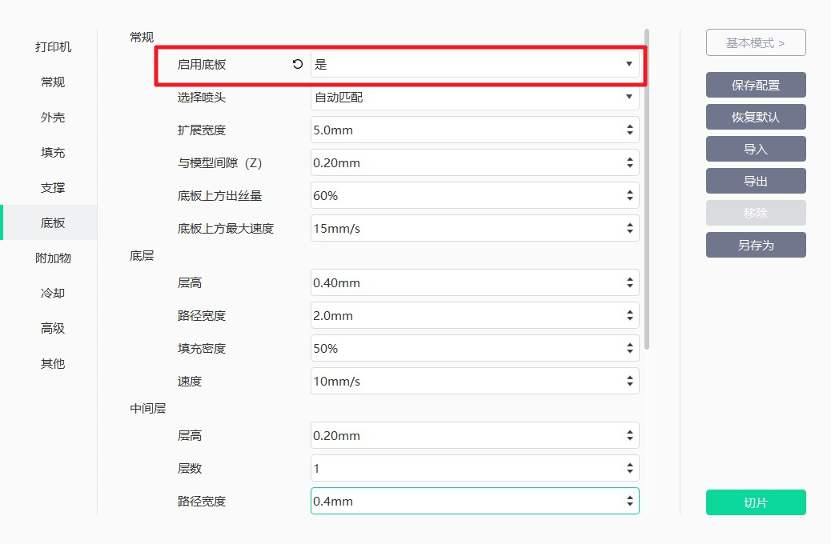 打印机
常规
外壳
填充
支撑
底板
附加物
冷却
高级
其他
常规
启用底板 是
选择喷头 自动匹配
扩展宽度 5.0mm
与模型间隙（Z） 0.20mm
底板上方出丝量 60%
底板上方最大速度 15mm/s
底层
层高 0.40mm
路径宽度 2.0mm
填充密度 50%
速度 10mm/s
中间层
层高 0.20mm
层数 1
路径宽度 0.4mm
基本模式 >
保存配置
恢复默认
导入
导出
移除
另存为
切片